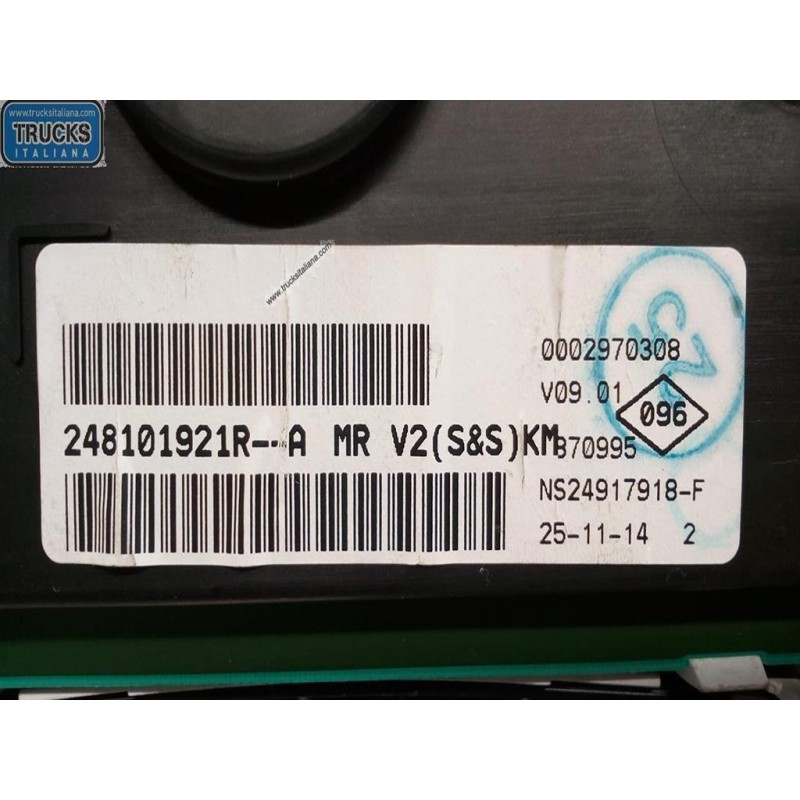 www.trucksitaliana.com
TRUCKS
ITALIANA
www.trucksitaliana.com
0002970308
V09.01
096
248101921R--A MR V2(S&S)KM
370995
NS24917918-F
25-11-14 2